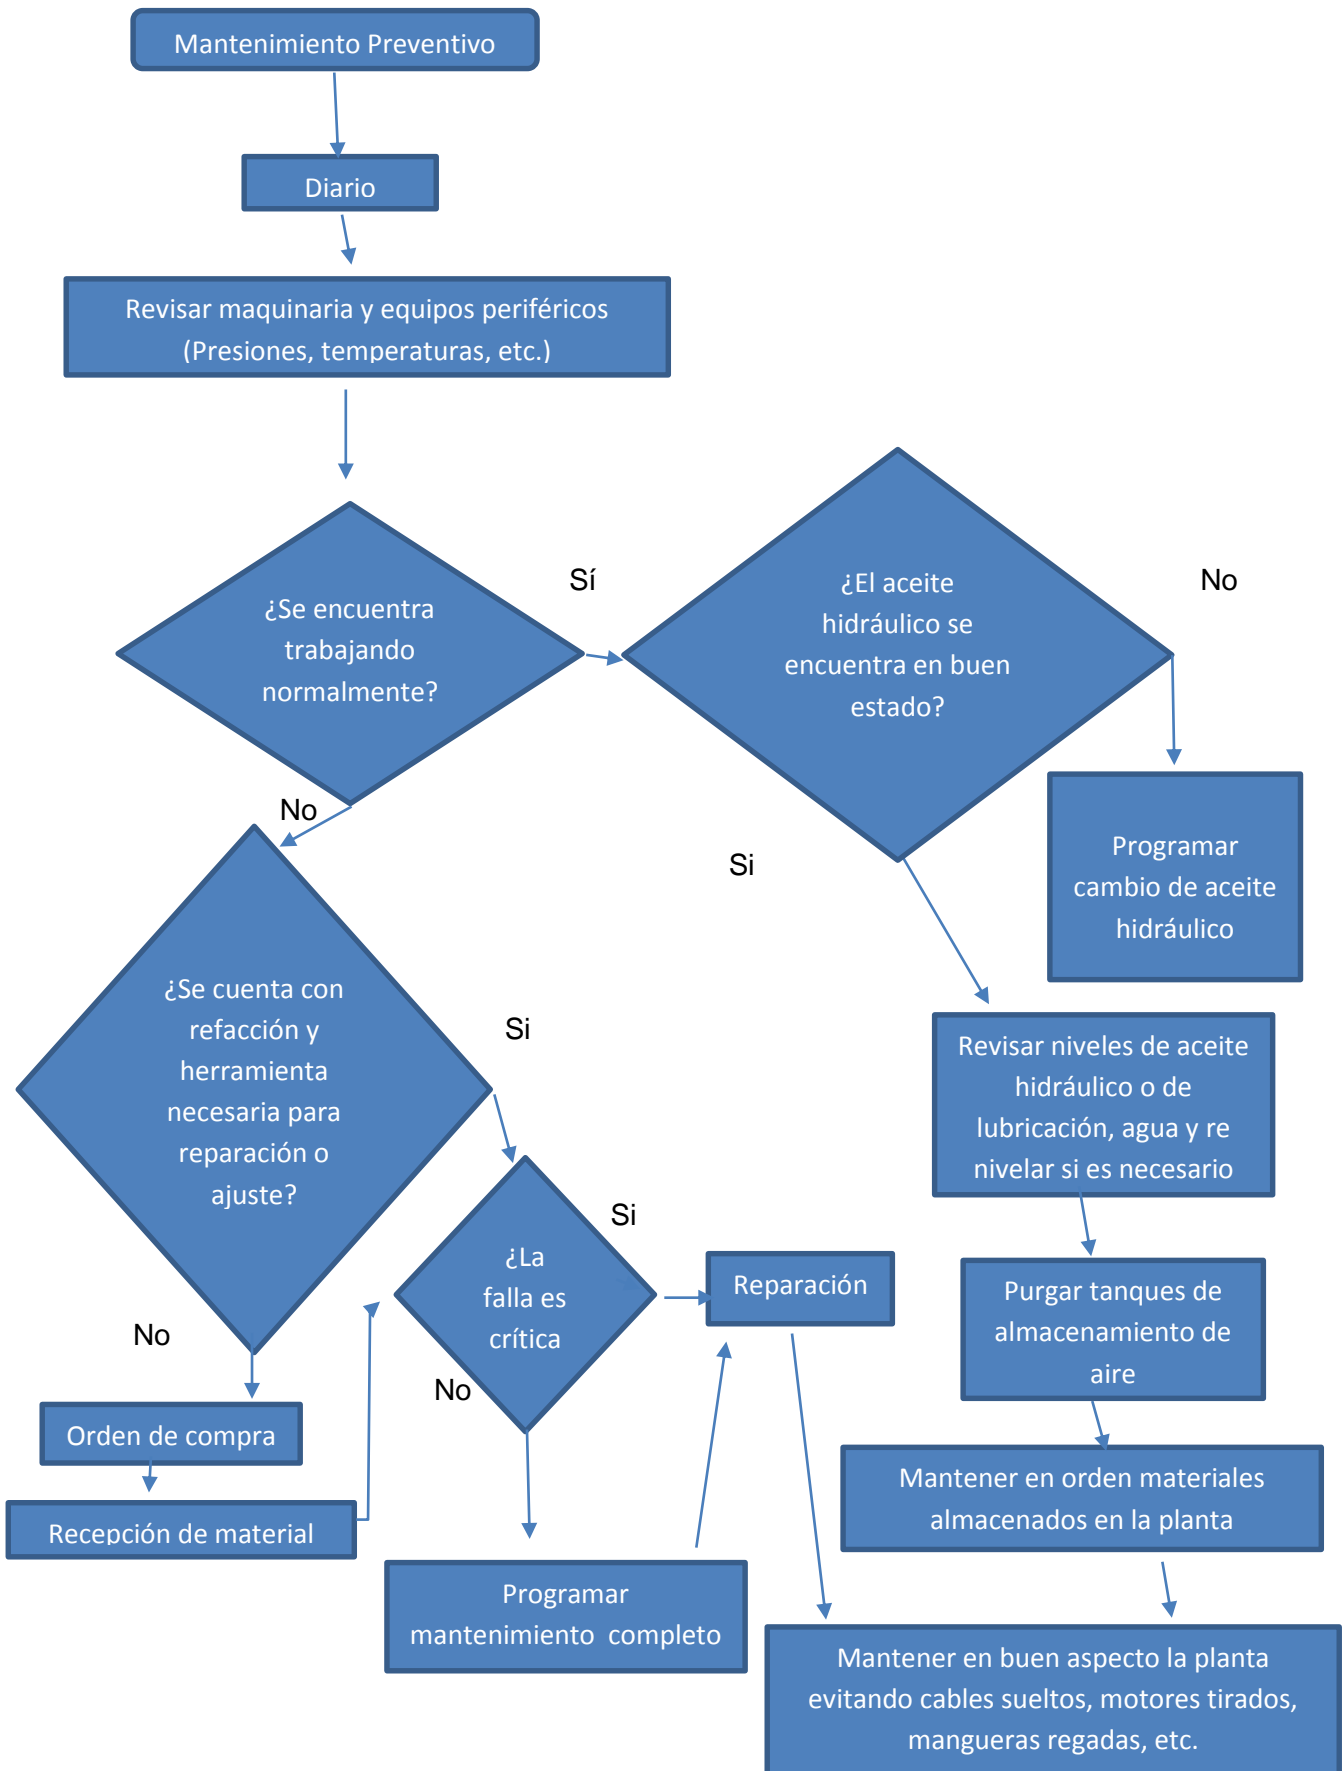 Mantenimiento Preventivo
Diario
Revisar maquinaria y equipos periféricos
(Presiones, temperaturas, etc.)
¿Se encuentra
trabajando
normalmente?
Sí
¿El aceite
hidráulico se
encuentra en buen
estado?
No
Programar
cambio de aceite
hidráulico
No
Si
¿Se cuenta con
refacción y
herramienta
necesaria para
reparación o
ajuste?
Si
Revisar niveles de aceite
hidráulico o de
lubricación, agua y re
nivelar si es necesario
¿La
falla es
crítica
Si
Reparación
Purgar tanques de
almacenamiento de
aire
No
No
Orden de compra
Recepción de material
Mantener en orden materiales
almacenados en la planta
Programar
mantenimiento completo
Mantener en buen aspecto la planta
evitando cables sueltos, motores tirados,
mangueras regadas, etc.